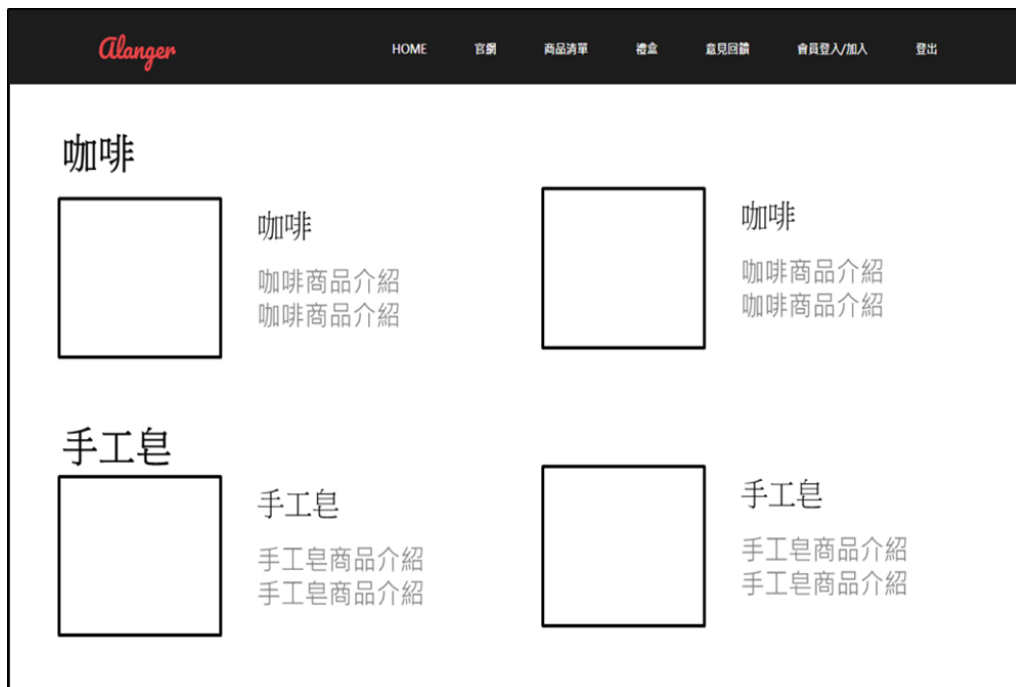 Alanger
HOME 官網 商品清單 禮盒 意見回饋 會員登入/加入 登出
咖啡
咖啡
咖啡商品介紹
咖啡商品介紹
咖啡
咖啡商品介紹
咖啡商品介紹
手工皂
手工皂
手工皂商品介紹
手工皂商品介紹
手工皂
手工皂商品介紹
手工皂商品介紹